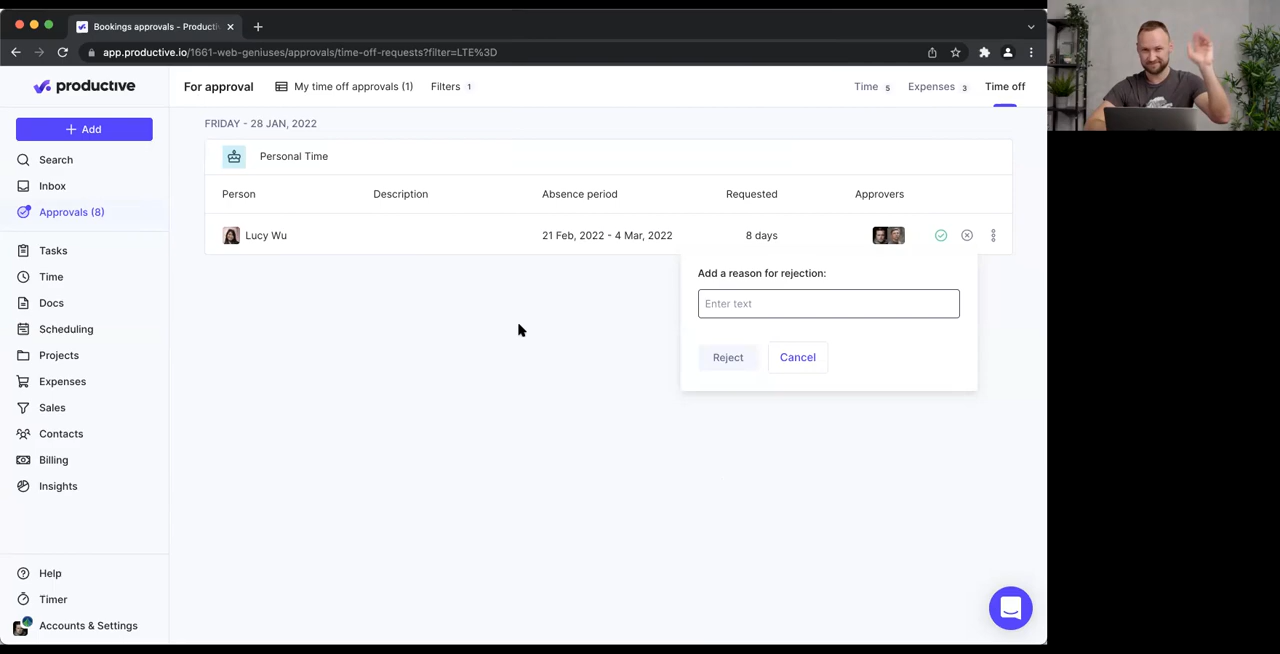 Bookings approvals - Producti
app.productive.io/1661-web-geniuses/approvals/time-off-requests?filter=LTE%3D
productive
For approval My time off approvals (1) Filters 1 Time 5 Expenses 3 Time off
Add
Search
Inbox
Approvals (8)
Tasks
Time
Docs
Scheduling
Projects
Expenses
Sales
Contacts
Billing
Insights
Help
Timer
Accounts & Settings
FRIDAY - 28 JAN, 2022
Personal Time
Person Description Absence period Requested Approvers
Lucy Wu 21 Feb, 2022 - 4 Mar, 2022 8 days
Add a reason for rejection:
Enter text
Reject Cancel